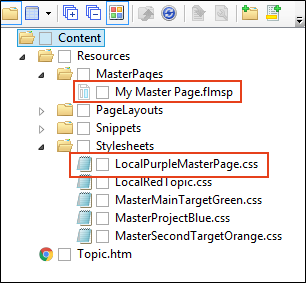 Content
Resources
MasterPages
My Master Page.flmsp
PageLayouts
Snippets
Stylesheets
LocalPurpleMasterPage.css
LocalRedTopic.css
MasterMainTargetGreen.css
MasterProjectBlue.css
MasterSecondTargetOrange.css
Topic.htm